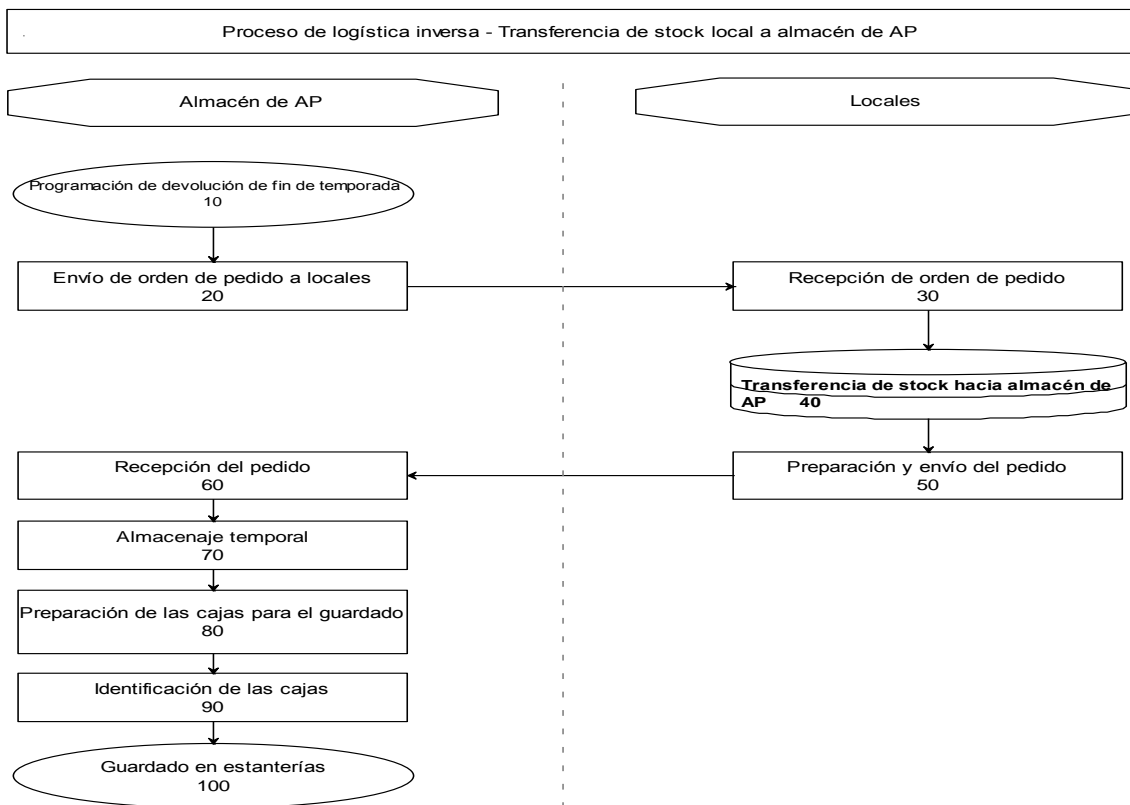 Proceso de logística inversa - Transferencia de stock local a almacén de AP
Almacén de AP
Locales
Programación de devolución de fin de temporada
10
Envío de orden de pedido a locales
20
Recepción de orden de pedido
30
Transferencia de stock hacia almacén de
AP 40
Recepción del pedido
60
Preparación y envío del pedido
50
Almacenaje temporal
70
Preparación de las cajas para el guardado
80
Identificación de las cajas
90
Guardado en estanterías
100